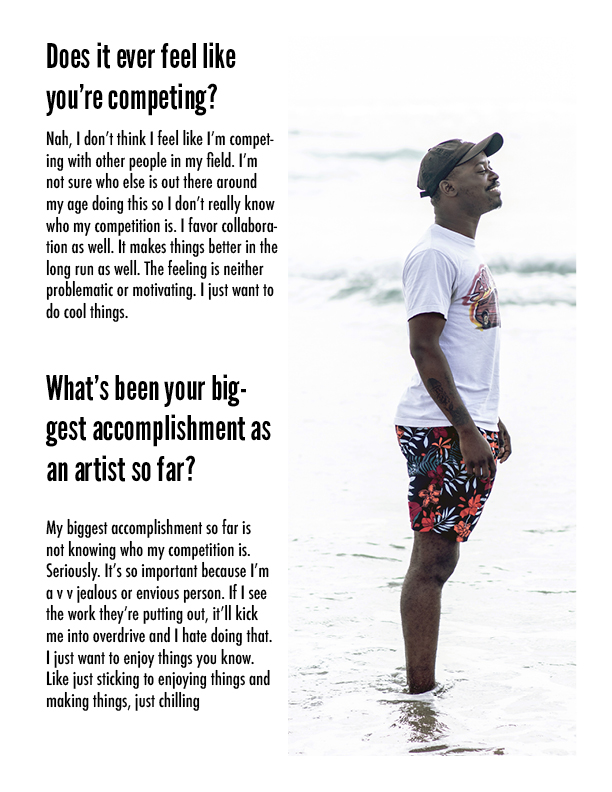 Does it ever feel like
you're competing?
Nah, I don't think I feel like I'm compet-
ing with other people in my field. I'm
not sure who else is out there around
my age doing this so I don't really know
who my competition is. I favor collabora-
tion as well. It makes things better in the
long run as well. The feeling is neither
problematic or motivating. I just want to
do cool things.
What's been your big-
gest accomplishment as
an artist so far?
My biggest accomplishment so far is
not knowing who my competition is.
Seriously. It's so important because I'm
a v v jealous or envious person. If I see
the work they're putting out, it'll kick
me into overdrive and I hate doing that.
I just want to enjoy things you know.
Like just sticking to enjoying things and
making things, just chilling